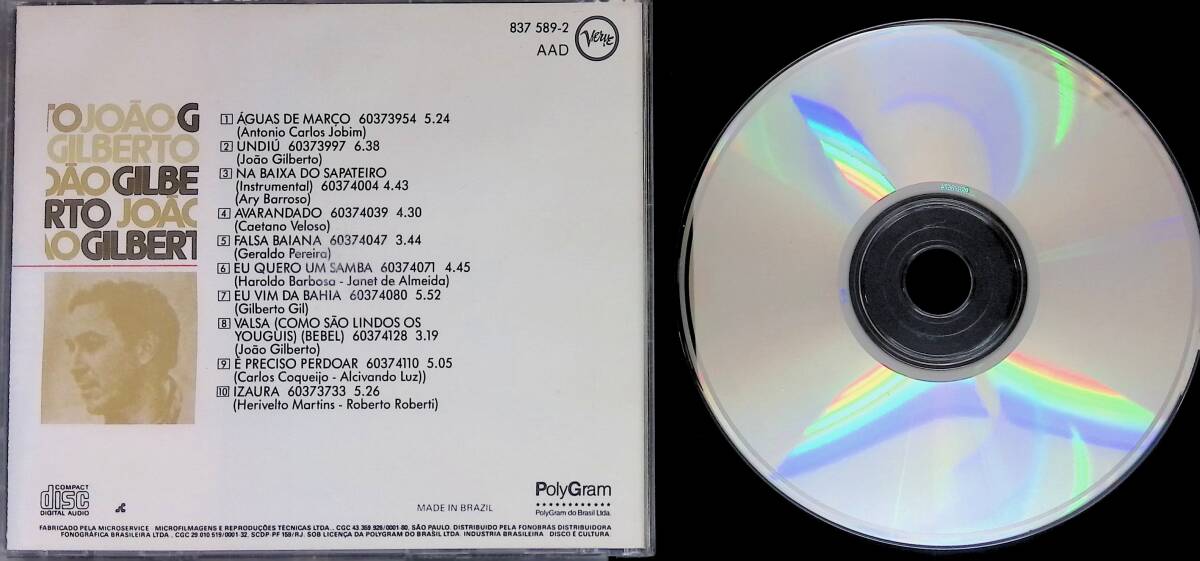 837 589-2
AAD
Verve
TO JOÃO G
GILBERTO
OÃO GILBE
RTO JOÃO
ÃO GILBERT
1 ÁGUAS DE MARÇO 60373954 5.24
(Antonio Carlos Jobim)
2 UNDIÚ 60373997 6.38
(João Gilberto)
3 NA BAIXA DO SAPATEIRO
(Instrumental) 60374004 4.43
(Ary Barroso)
4 AVARANDADO 60374039 4.30
(Caetano Veloso)
5 FALSA BAIANA 60374047 3.44
(Geraldo Pereira)
6 EU QUERO UM SAMBA 60374071 4.45
(Haroldo Barbosa - Janet de Almeida)
7 EU VIM DA BAHIA 60374080 5.52
(Gilberto Gil)
8 VALSA (COMO SÃO LINDOS OS
YOUGUIS) (BEBEL) 60374128 3.19
(João Gilberto)
9 É PRECISO PERDOAR 60374110 5.05
(Carlos Coqueijo - Alcivando Luz))
10 IZAURA 60373733 5.26
(Herivelto Martins - Roberto Roberti)
COMPACT
disc
DIGITAL AUDIO
MADE IN BRAZIL
PolyGram
PolyGram do Brasil Ltda.
FABRICADO PELA MICROSERVICE - MICROFILMAGENS E REPRODUÇÕES TÉCNICAS LTDA. CGC 43.359.926/0001-80. SÃO PAULO. DISTRIBUIDO PELA FONOBRÁS DISTRIBUIDORA
FONOGRÁFICA BRASILEIRA LTDA. CGC 29.010.519/0001-32. SCDP-PF 158/RJ. SOB LICENÇA DA POLYGRAM DO BRASIL LTDA. INDUSTRIA BRASILEIRA DISCO É CULTURA